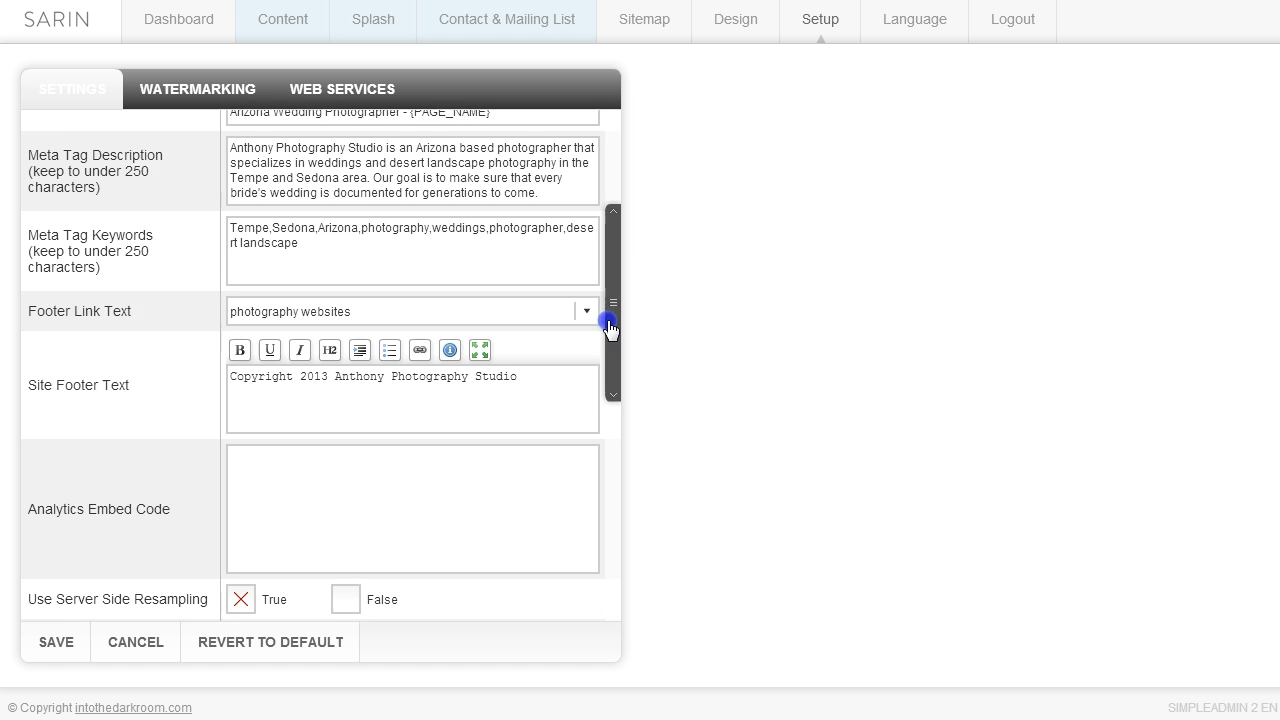 SARIN
Dashboard
Content
Splash
Contact & Mailing List
Sitemap
Design
Setup
Language
Logout
SETTINGS
WATERMARKING
WEB SERVICES
Arizona Wedding Photographer - {PAGE_NAME}
Meta Tag Description
(keep to under 250
characters)
Anthony Photography Studio is an Arizona based photographer that
specializes in weddings and desert landscape photography in the
Tempe and Sedona area. Our goal is to make sure that every
bride's wedding is documented for generations to come.
Meta Tag Keywords
(keep to under 250
characters)
Tempe,Sedona,Arizona,photography,weddings,photographer,dese
rt landscape
Footer Link Text
photography websites
B U I H2
Site Footer Text
Copyright 2013 Anthony Photography Studio
Analytics Embed Code
Use Server Side Resampling
True
False
SAVE
CANCEL
REVERT TO DEFAULT
© Copyright intothedarkroom.com
SIMPLEADMIN 2 EN